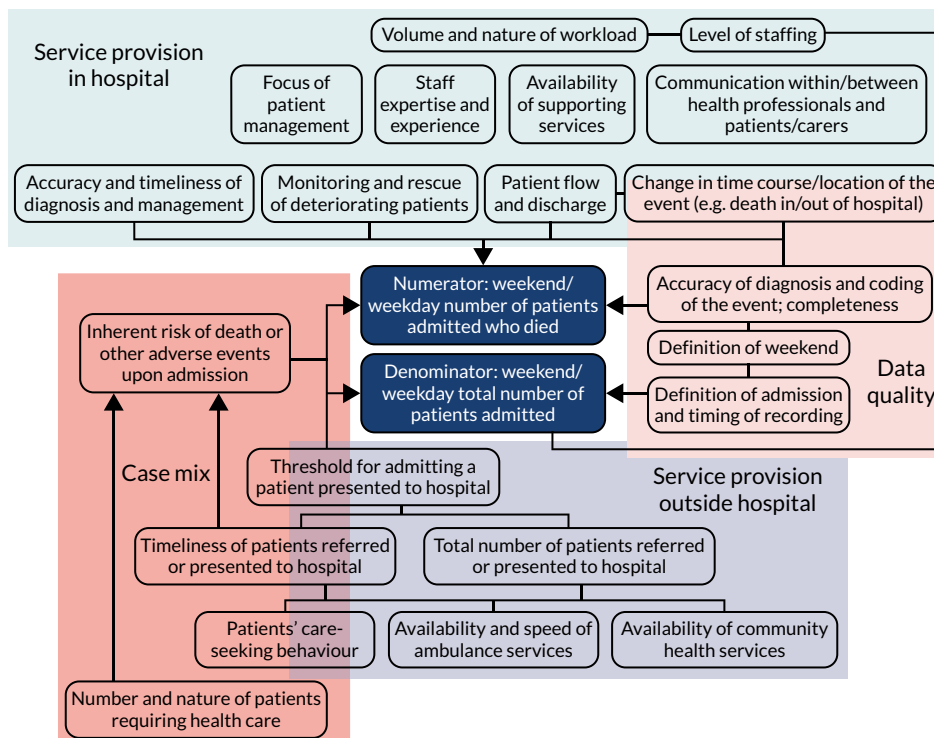 Service provision
in hospital
Volume and nature of workload
Level of staffing
Focus of
patient
management
Staff
expertise and
experience
Availability
of supporting
services
Communication within/between
health professionals and
patients/carers
Accuracy and timeliness of
diagnosis and management
Monitoring and rescue
of deteriorating patients
Patient flow
and discharge
Change in time course/location of the
event (e.g. death in/out of hospital)
Numerator: weekend/
weekday number of patients
admitted who died
Accuracy of diagnosis and coding
of the event; completeness
Inherent risk of death or
other adverse events
upon admission
Definition of weekend
Denominator: weekend/
weekday total number of
patients admitted
Definition of admission
and timing of recording
Data
quality
Case mix
Threshold for admitting a
patient presented to hospital
Service provision
outside hospital
Timeliness of patients referred
or presented to hospital
Total number of patients referred
or presented to hospital
Patients’ care-
seeking behaviour
Availability and speed of
ambulance services
Availability of community
health services
Number and nature of patients
requiring health care